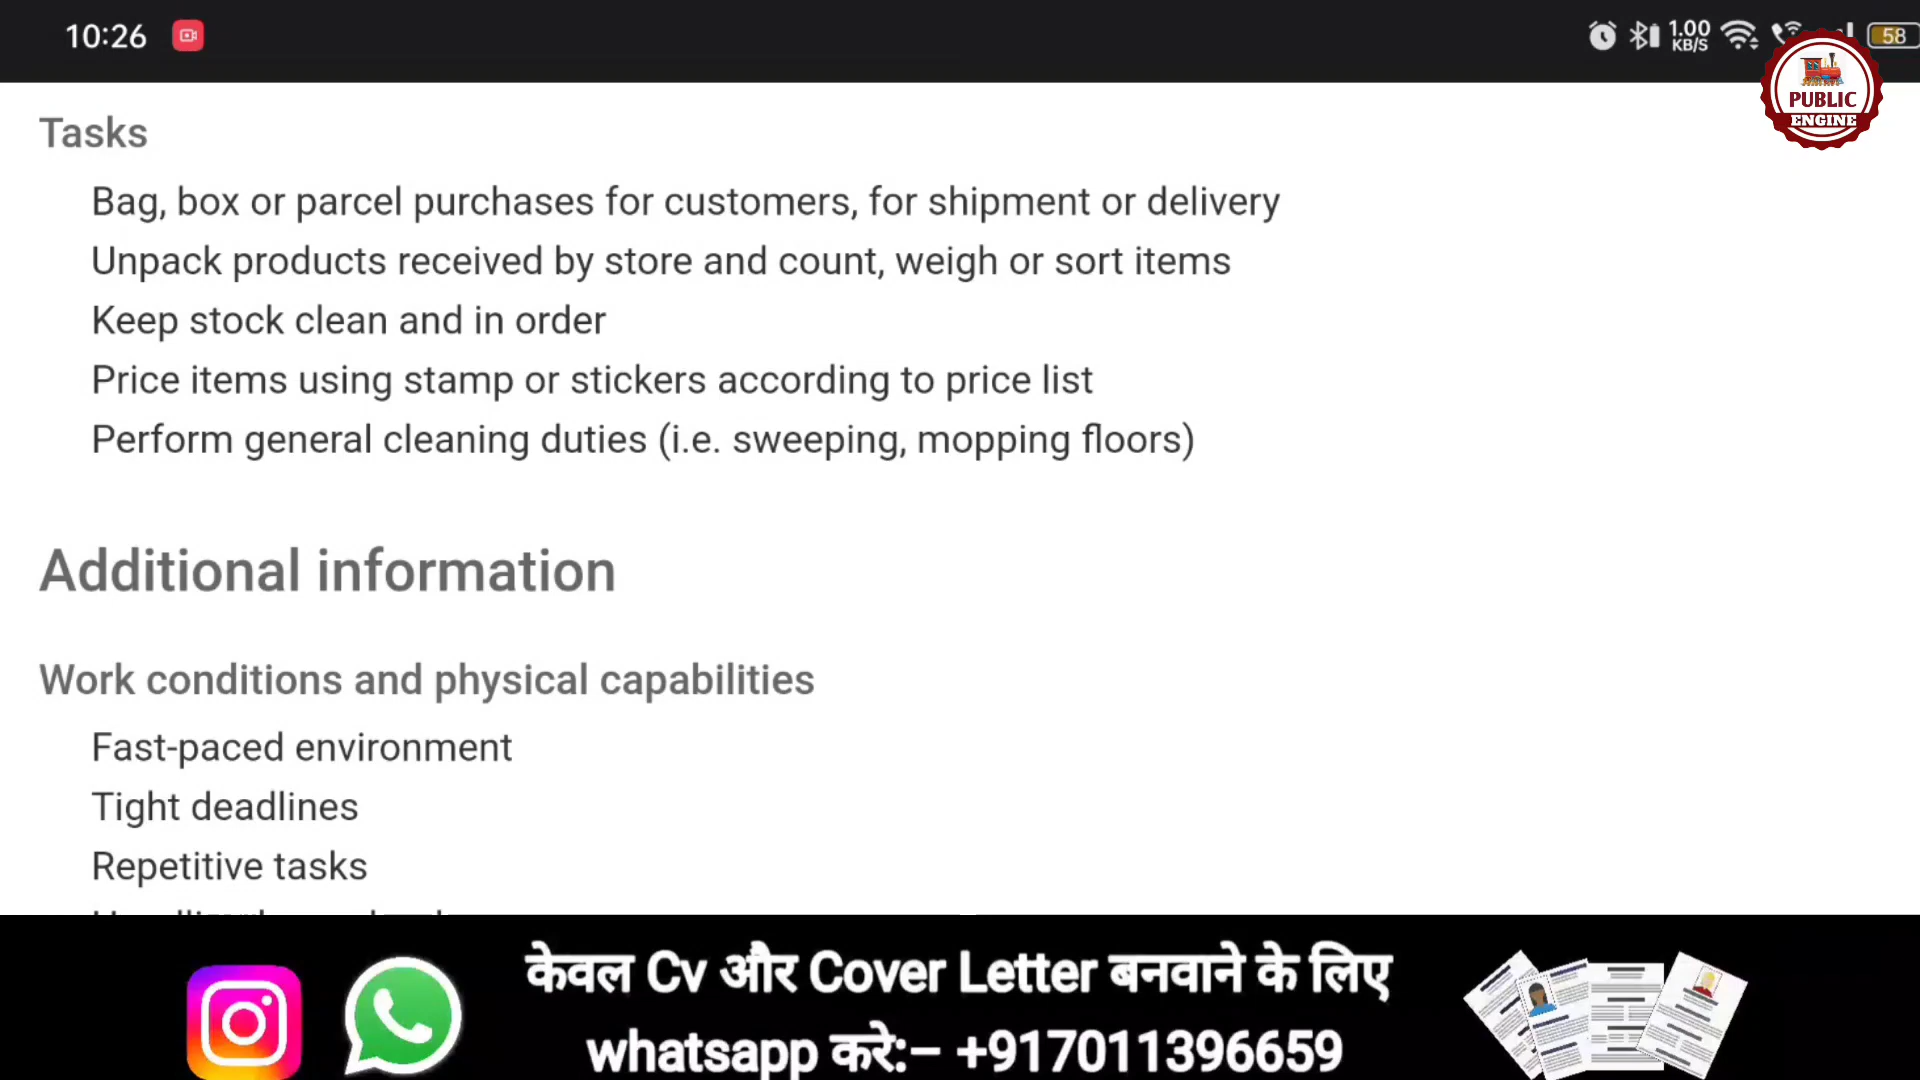 10:26
1.00
KB/S
58
PUBLIC
ENGINE
Tasks
Bag, box or parcel purchases for customers, for shipment or delivery
Unpack products received by store and count, weigh or sort items
Keep stock clean and in order
Price items using stamp or stickers according to price list
Perform general cleaning duties (i.e. sweeping, mopping floors)
Additional information
Work conditions and physical capabilities
Fast-paced environment
Tight deadlines
Repetitive tasks
केवल Cv और Cover Letter बनवाने के लिए
whatsapp करे:– +917011396659